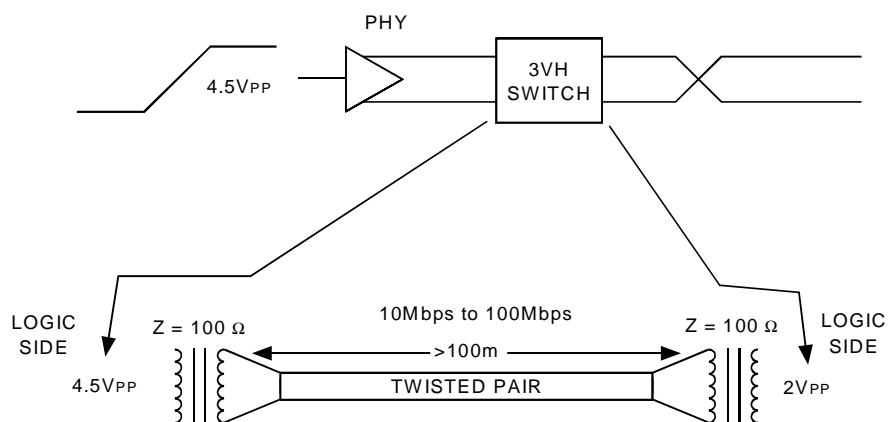 PHY
4.5VPP
3VH
SWITCH
10Mbps to 100Mbps
LOGIC
SIDE
Z = 100 Ω
>100m
Z = 100 Ω
LOGIC
SIDE
4.5VPP
TWISTED PAIR
2VPP